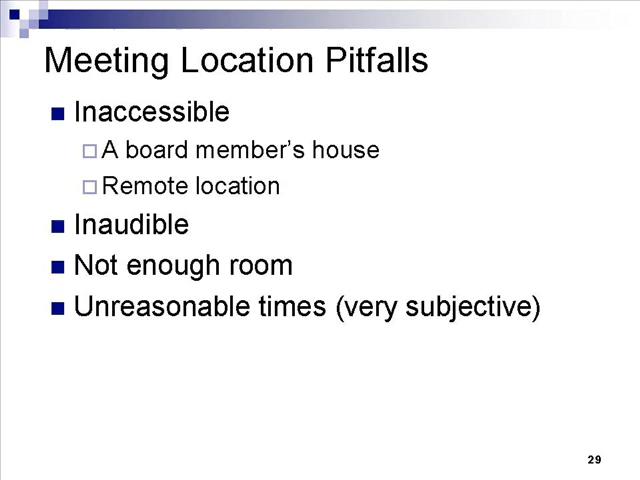 Meeting Location Pitfalls
Inaccessible
A board member's house
Remote location
Inaudible
Not enough room
Unreasonable times (very subjective)
29